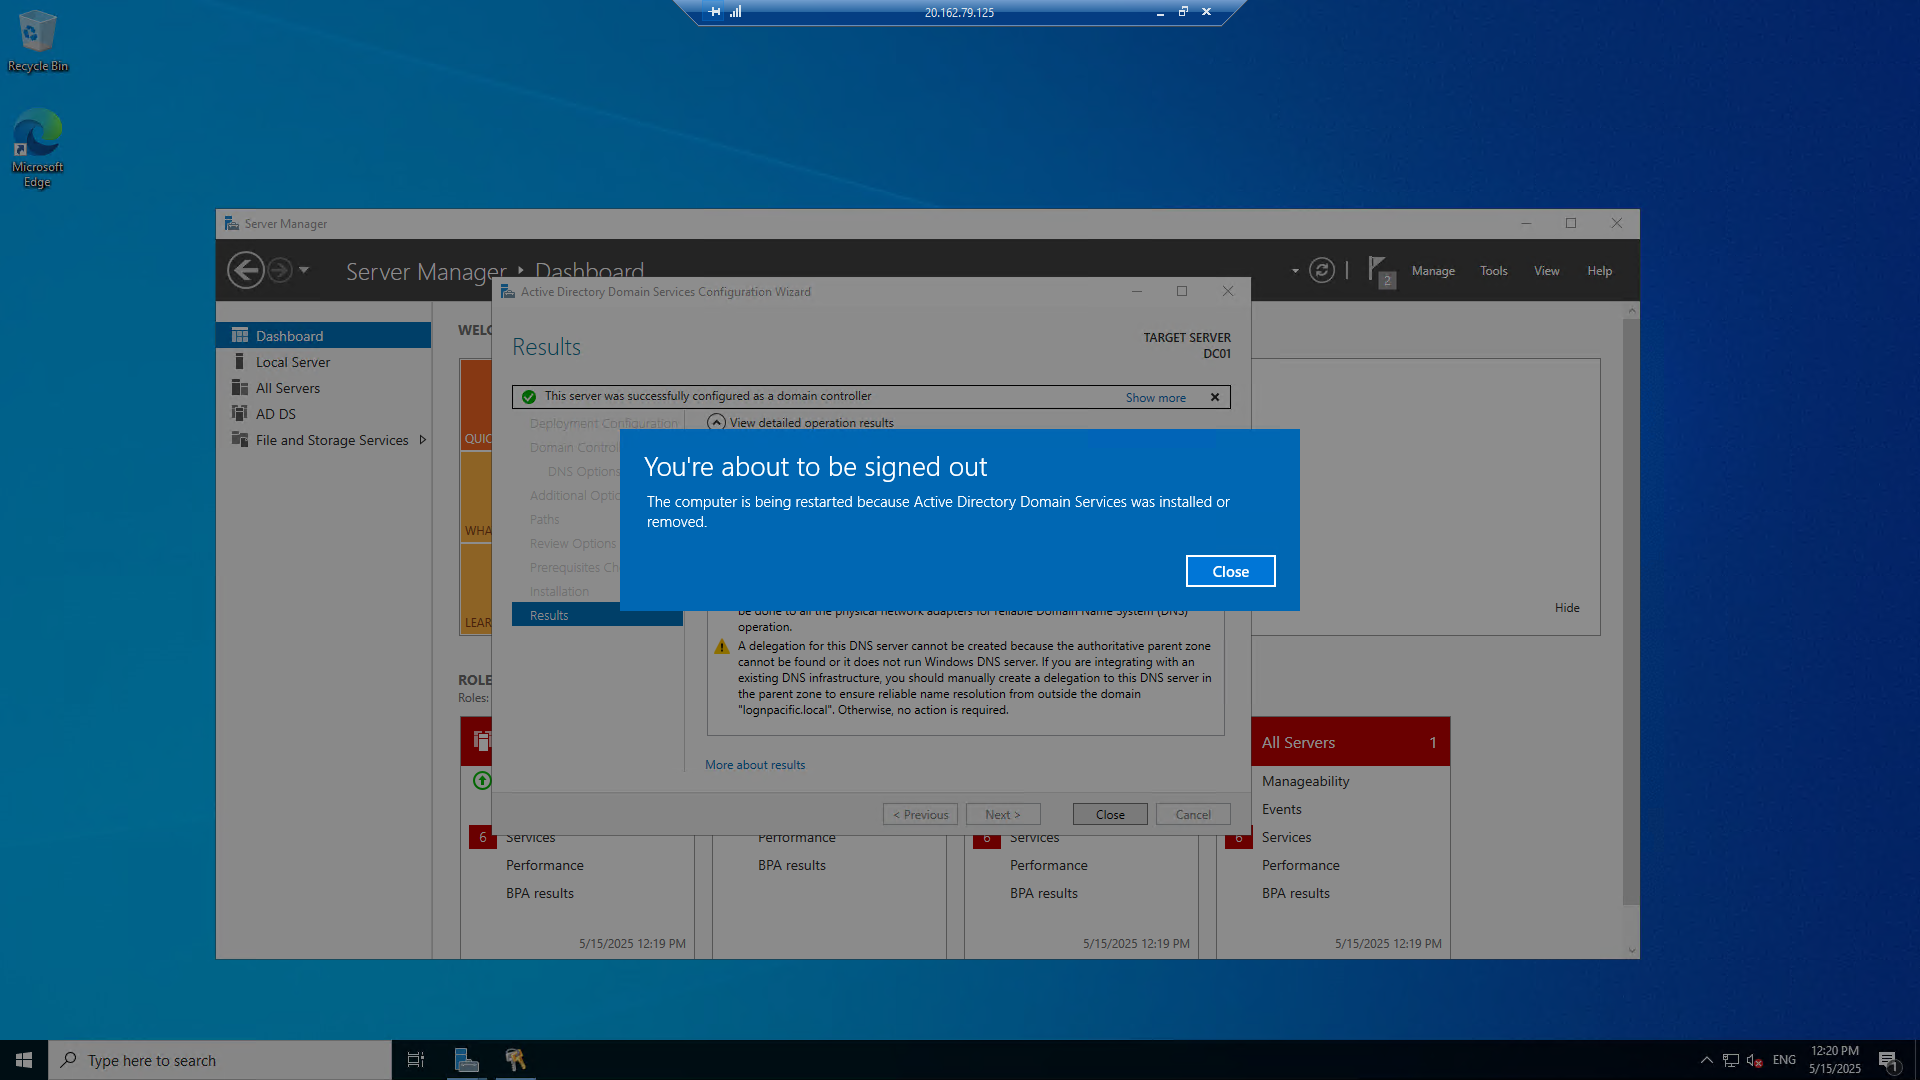 20.162.79.125
Recycle Bin
Microsoft
Edge
Server Manager
Server Manager ‣ Dashboard
2
Manage
Tools
View
Help
Dashboard
Local Server
All Servers
AD DS
File and Storage Services
WELC
QUIC
WHA
LEAR
Hide
Active Directory Domain Services Configuration Wizard
Results
TARGET SERVER
DC01
This server was successfully configured as a domain controller
Show more
Deployment Configuration
Domain Control
DNS Options
Additional Optio
Paths
Review Options
Prerequisites Ch
Installation
Results
View detailed operation results
You're about to be signed out
The computer is being restarted because Active Directory Domain Services was installed or
removed.
Close
be done to all the physical network adapters for reliable Domain Name System (DNS)
operation.
A delegation for this DNS server cannot be created because the authoritative parent zone
cannot be found or it does not run Windows DNS server. If you are integrating with an
existing DNS infrastructure, you should manually create a delegation to this DNS server in
the parent zone to ensure reliable name resolution from outside the domain
"lognpacific.local". Otherwise, no action is required.
More about results
< Previous
Next >
Close
Cancel
ROLE
Roles:
6
Services
Performance
BPA results
5/15/2025 12:19 PM
Performance
BPA results
6
Services
Performance
BPA results
5/15/2025 12:19 PM
All Servers
1
Manageability
Events
6
Services
Performance
BPA results
5/15/2025 12:19 PM
Type here to search
ENG
12:20 PM
5/15/2025
1